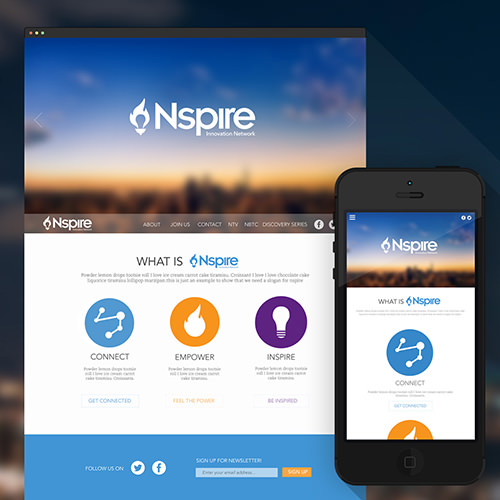 Nspire
Innovation Network
Nspire
ABOUT JOIN US CONTACT NTV NBTC DISCOVERY SERIES
WHAT IS Nspire
Innovation Network
Powder lemon drops tootsie roll I love ice cream carrot cake tiramisu. Croissant I love I love chocolate cake
liquorice tiramisu lollipop marzipan this is just an example to show that we need a slogan for nspire
CONNECT
Powder lemon drops tootsie
roll I love ice cream carrot
cake tiramisu. Croissant.
GET CONNECTED
EMPOWER
Powder lemon drops tootsie
roll I love ice cream carrot
cake tiramisu.
FEEL THE POWER
INSPIRE
Powder lemon drops tootsie
roll I love ice cream carrot
cake tiramisu.
BE INSPIRED
FOLLOW US ON:
SIGN UP FOR NEWSLETTER!
Enter your email address...
SIGN UP
Nspire
WHAT IS Nspire
CONNECT
GET CONNECTED